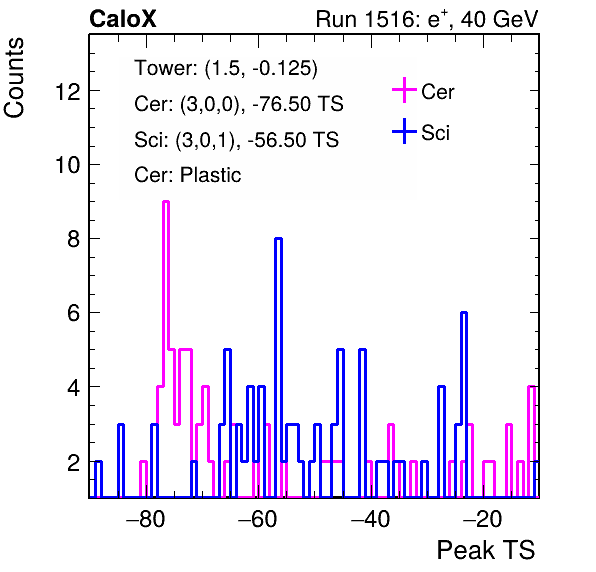 CaloX Run 1516: e⁺, 40 GeV
Counts
Tower: (1.5, -0.125)
Cer: (3,0,0), -76.50 TS
Sci: (3,0,1), -56.50 TS
Cer: Plastic
Cer
Sci
12
10
8
6
4
2
−80 −60 −40 −20
Peak TS